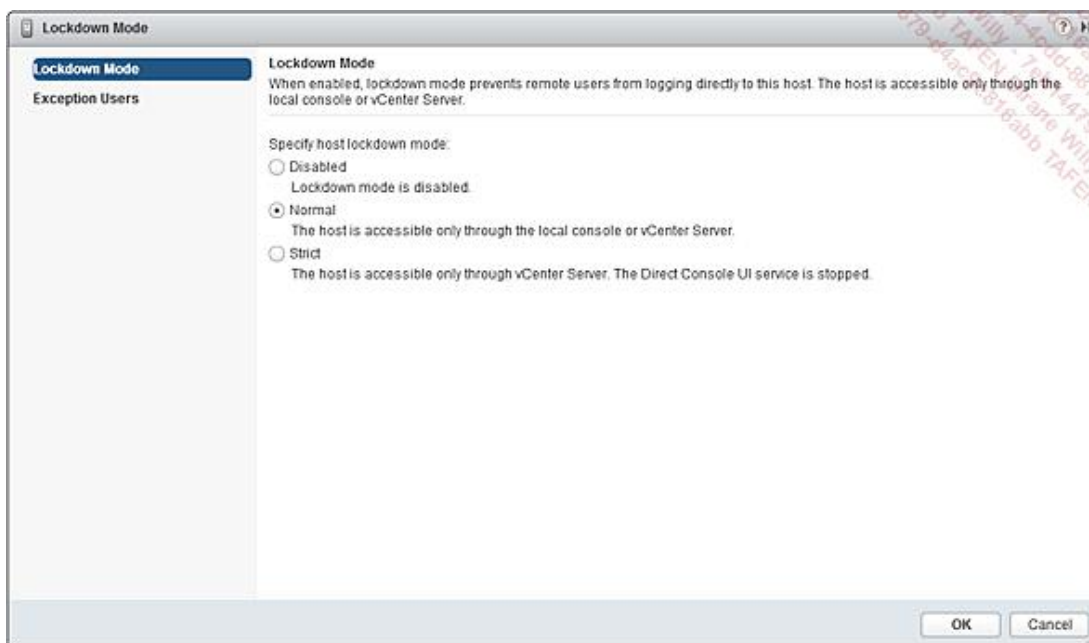 Lockdown Mode
?
Lockdown Mode
Exception Users
Lockdown Mode
When enabled, lockdown mode prevents remote users from logging directly to this host. The host is accessible only through the
local console or vCenter Server.
Specify host lockdown mode:
Disabled
Lockdown mode is disabled.
Normal
The host is accessible only through the local console or vCenter Server.
Strict
The host is accessible only through vCenter Server. The Direct Console UI service is stopped.
OK
Cancel